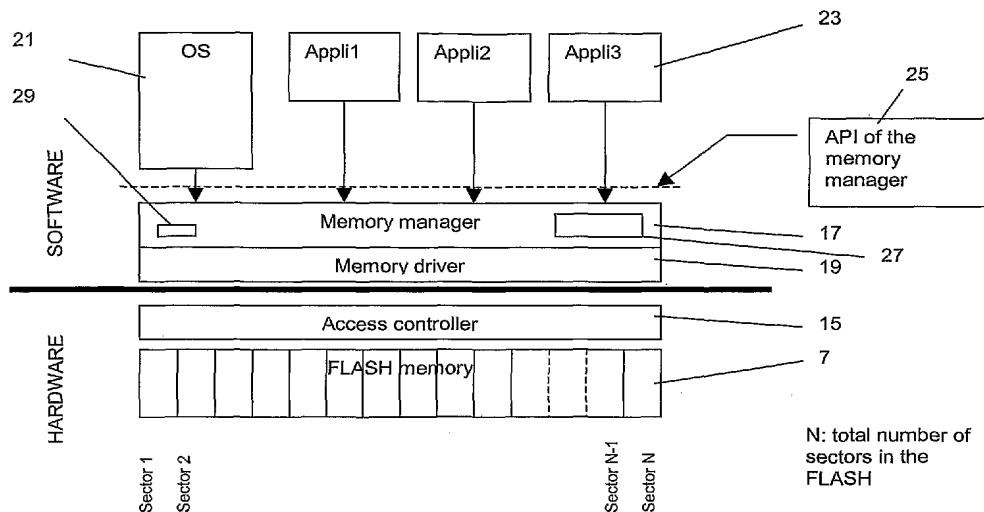 21
OS
Appli1
Appli2
Appli3
23
29
25
API of the
memory
manager
SOFTWARE
Memory manager
17
27
Memory driver
19
HARDWARE
Access controller
15
FLASH memory
7
Sector 1
Sector 2
Sector N-1
Sector N
N: total number of
sectors in the
FLASH